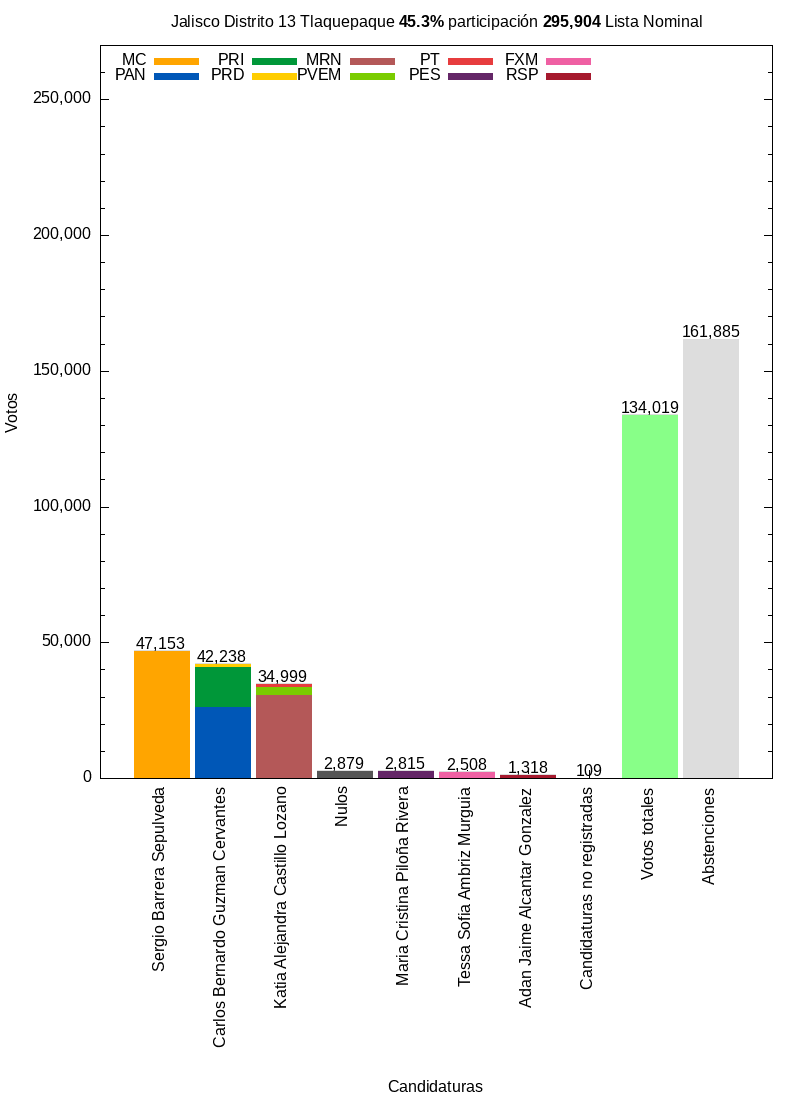 Jalisco Distrito 13 Tlaquepaque 45.3% participación 295,904 Lista Nominal
MC PRI MRN PT FXM
PAN PRD PVEM PES RSP
250,000
200,000
150,000
100,000
50,000
0
Votos
47,153
42,238
34,999
2,879
2,815
2,508
1,318
109
134,019
161,885
Sergio Barrera Sepulveda
Carlos Bernardo Guzman Cervantes
Katia Alejandra Castillo Lozano
Nulos
Maria Cristina Piloña Rivera
Tessa Sofia Ambriz Murguia
Adan Jaime Alcantar Gonzalez
Candidaturas no registradas
Votos totales
Abstenciones
Candidaturas